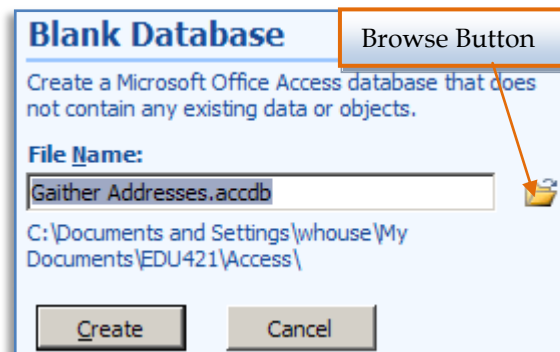 Blank Database
Browse Button
Create a Microsoft Office Access database that does
not contain any existing data or objects.
File Name:
Gaither Addresses.accdb
C:\Documents and Settings\whouse\My
Documents\EDU421\Access\
Create
Cancel